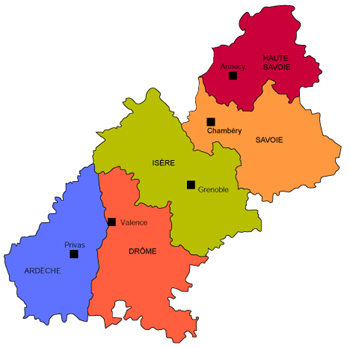 HAUTE
SAVOIE
Annecy
Chambéry
SAVOIE
ISÈRE
Grenoble
Valence
Privas
DRÔME
ARDÈCHE